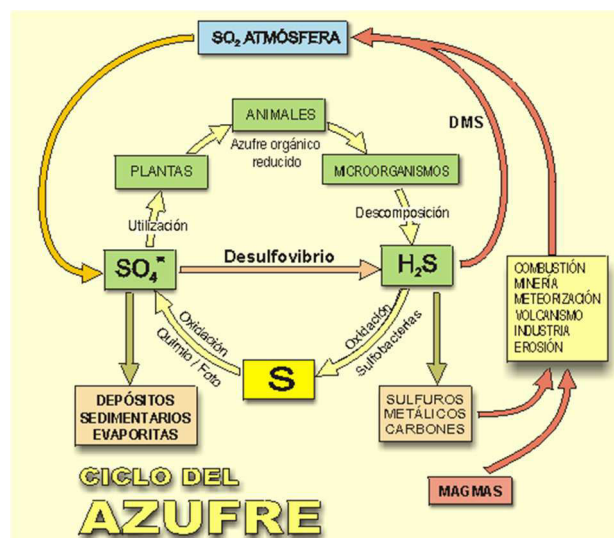 SO₂ ATMÓSFERA
DMS
ANIMALES
Azufre orgánico
reducido
PLANTAS
MICROORGANISMOS
Utilización
Descomposición
SO₄⁼
Desulfovibrio
H₂S
COMBUSTIÓN
MINERÍA
METEORIZACIÓN
VOLCANISMO
INDUSTRIA
EROSIÓN
Oxidación
Quimio / Foto
S
Oxidación
Sulfobacterias
DEPÓSITOS
SEDIMENTARIOS
EVAPORITAS
SULFUROS
METÁLICOS
CARBONES
MAGMAS
CICLO DEL
AZUFRE